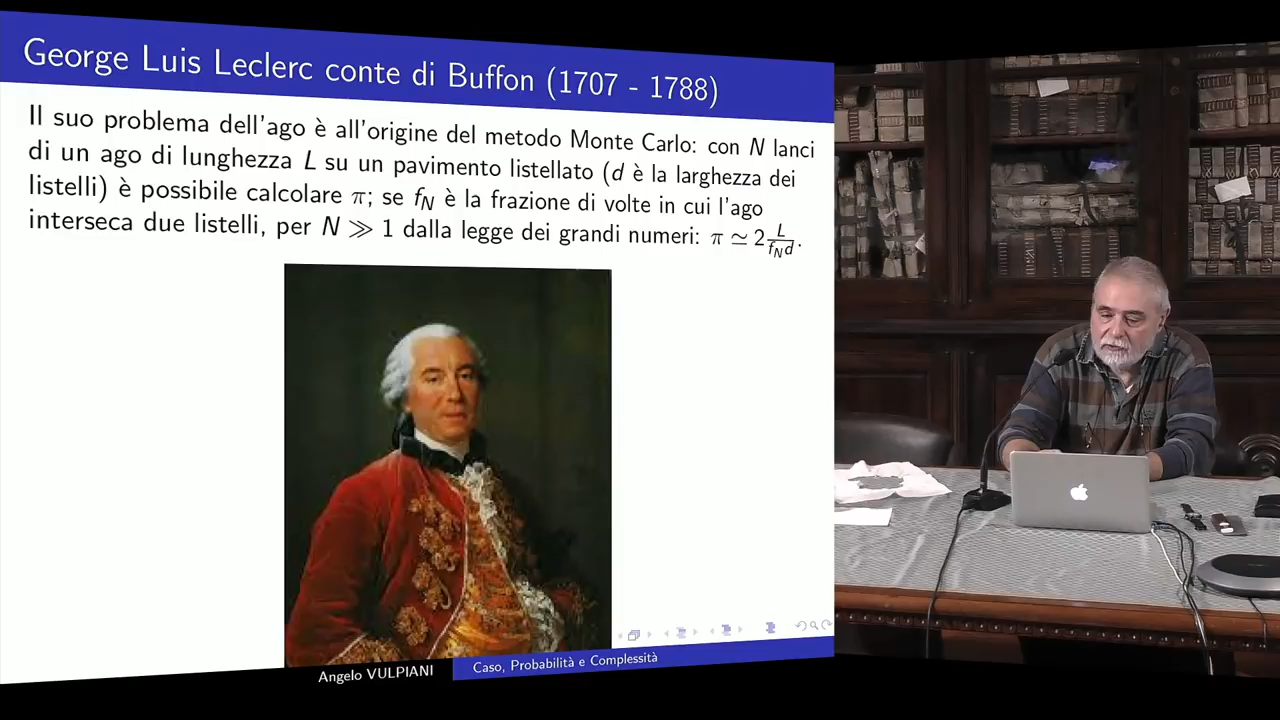 George Luis Leclerc conte di Buffon (1707 - 1788)
Il suo problema dell'ago è all'origine del metodo Monte Carlo: con N lanci
di un ago di lunghezza L su un pavimento listellato (d è la larghezza dei
listelli) è possibile calcolare π; se f_N è la frazione di volte in cui l'ago
interseca due listelli, per N ≫ 1 dalla legge dei grandi numeri: π ≃ 2 L/(f_N d).
Angelo VULPIANI
Caso, Probabilità e Complessità